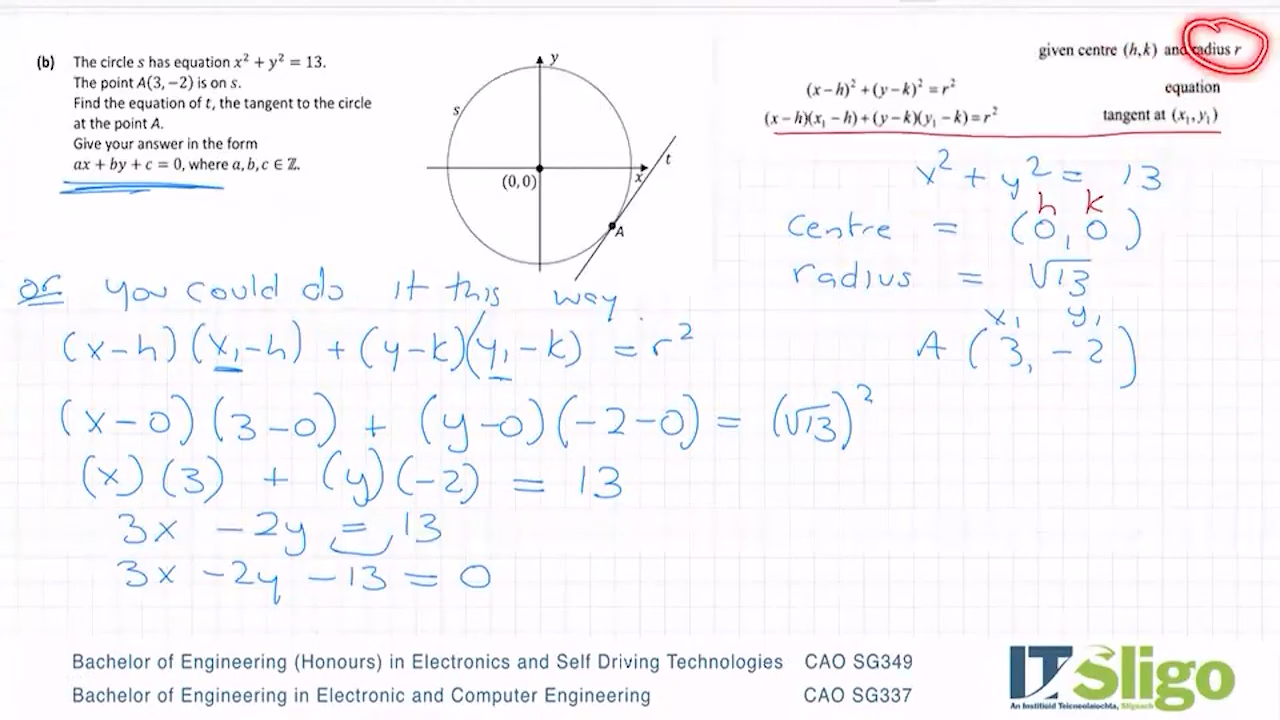 (b) The circle s has equation x² + y² = 13.
The point A(3, −2) is on s.
Find the equation of t, the tangent to the circle
at the point A.
Give your answer in the form
ax + by + c = 0, where a, b, c ∈ ℤ.
y
s
t
x
(0, 0)
A
given centre (h, k) and radius r
(x − h)² + (y − k)² = r² equation
(x − h)(x₁ − h) + (y − k)(y₁ − k) = r² tangent at (x₁, y₁)
x² + y² = 13
h k
centre = (0, 0)
radius = √13
x₁ y₁
A (3, −2)
or you could do it this way
(x−h)(x₁−h) + (y−k)(y₁−k) = r²
(x−0)(3−0) + (y−0)(−2−0) = (√13)²
(x)(3) + (y)(−2) = 13
3x −2y = 13
3x −2y −13 = 0
Bachelor of Engineering (Honours) in Electronics and Self Driving Technologies CAO SG349
Bachelor of Engineering in Electronic and Computer Engineering CAO SG337
IT Sligo
An Institiúid Teicneolaíochta, Sligeach